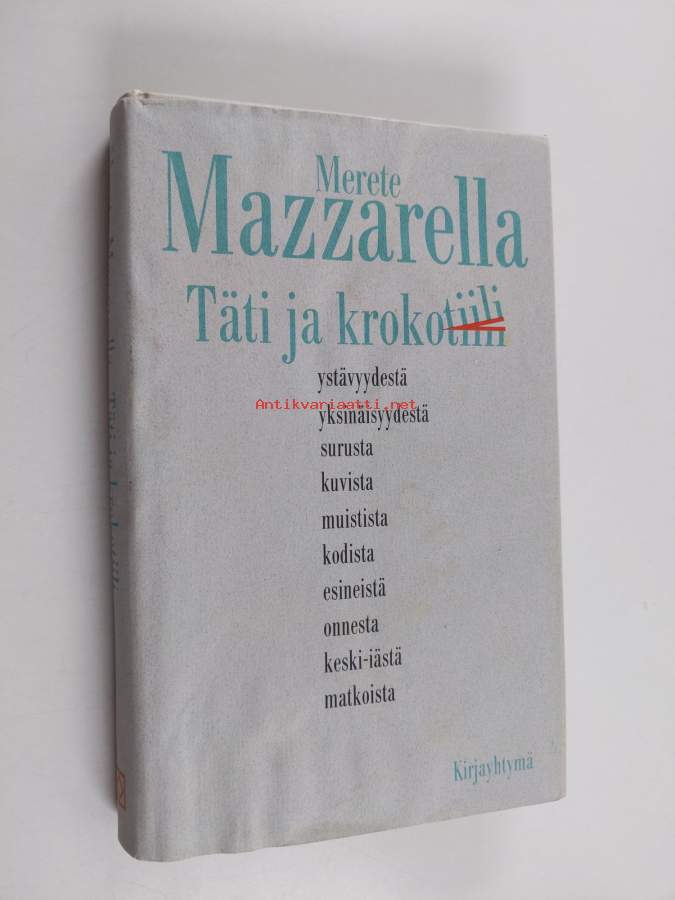 Merete
Mazzarella
Täti ja krokotiili
ystävyydestä
Antikvariaatti.net
yksinäisyydestä
surusta
kuvista
muistista
kodista
esineistä
onnesta
keski-iästä
matkoista
Kirjayhtymä